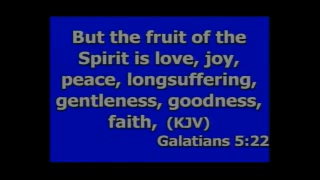 But the fruit of the
Spirit is love, joy,
peace, longsuffering,
gentleness, goodness,
faith, (KJV)
Galatians 5:22